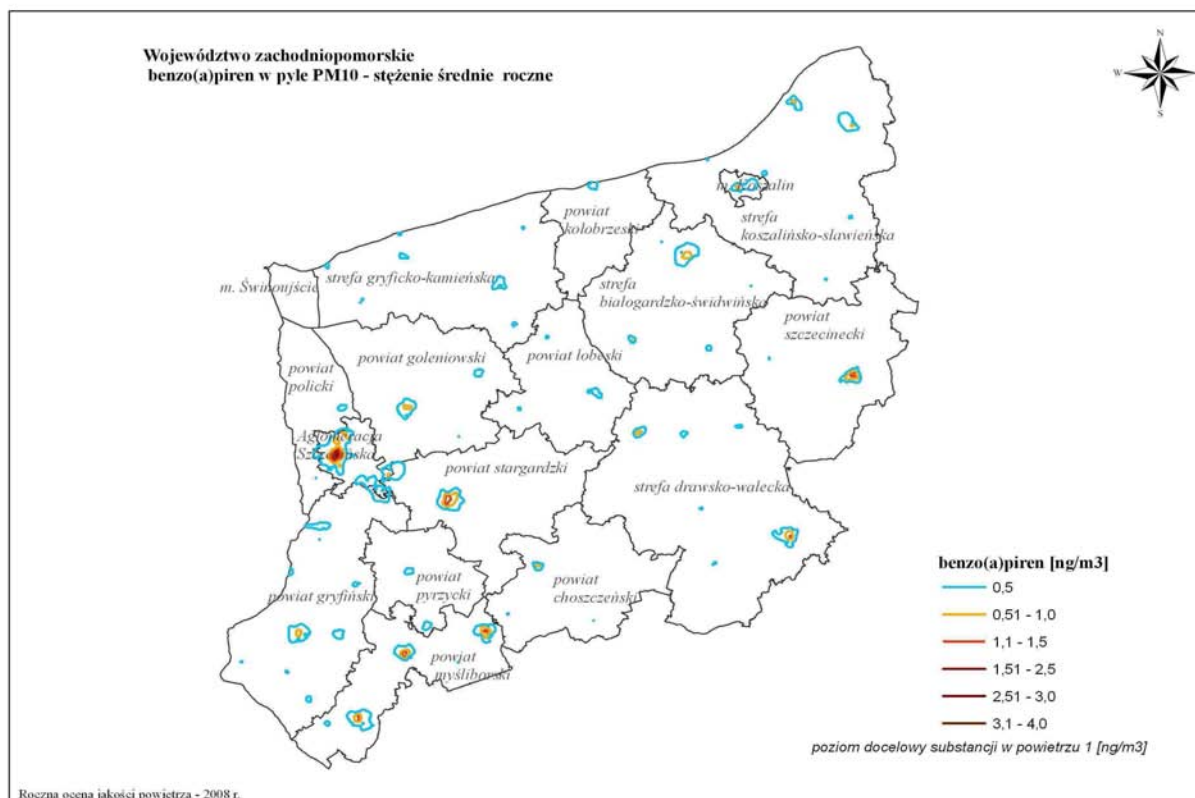 Województwo zachodniopomorskie
benzo(a)piren w pyle PM10 - stężenie średnie roczne
N
W
S
m. Koszalin
powiat
kołobrzeski
strefa
koszalińsko-sławieńska
m. Świnoujście
strefa gryficko-kamieńska
strefa
białogardzko-świdwińska
powiat
szczecinecki
powiat goleniowski
powiat łobeski
powiat
policki
Aglomeracja
Szczecińska
powiat stargardzki
strefa drawsko-wałecka
powiat
pyrzycki
powiat
choszczeński
powiat gryfiński
powiat
myśliborski
benzo(a)piren [ng/m3]
0,5
0,51 - 1,0
1,1 - 1,5
1,51 - 2,5
2,51 - 3,0
3,1 - 4,0
poziom docelowy substancji w powietrzu 1 [ng/m3]
Roczna ocena jakości powietrza - 2008 r.